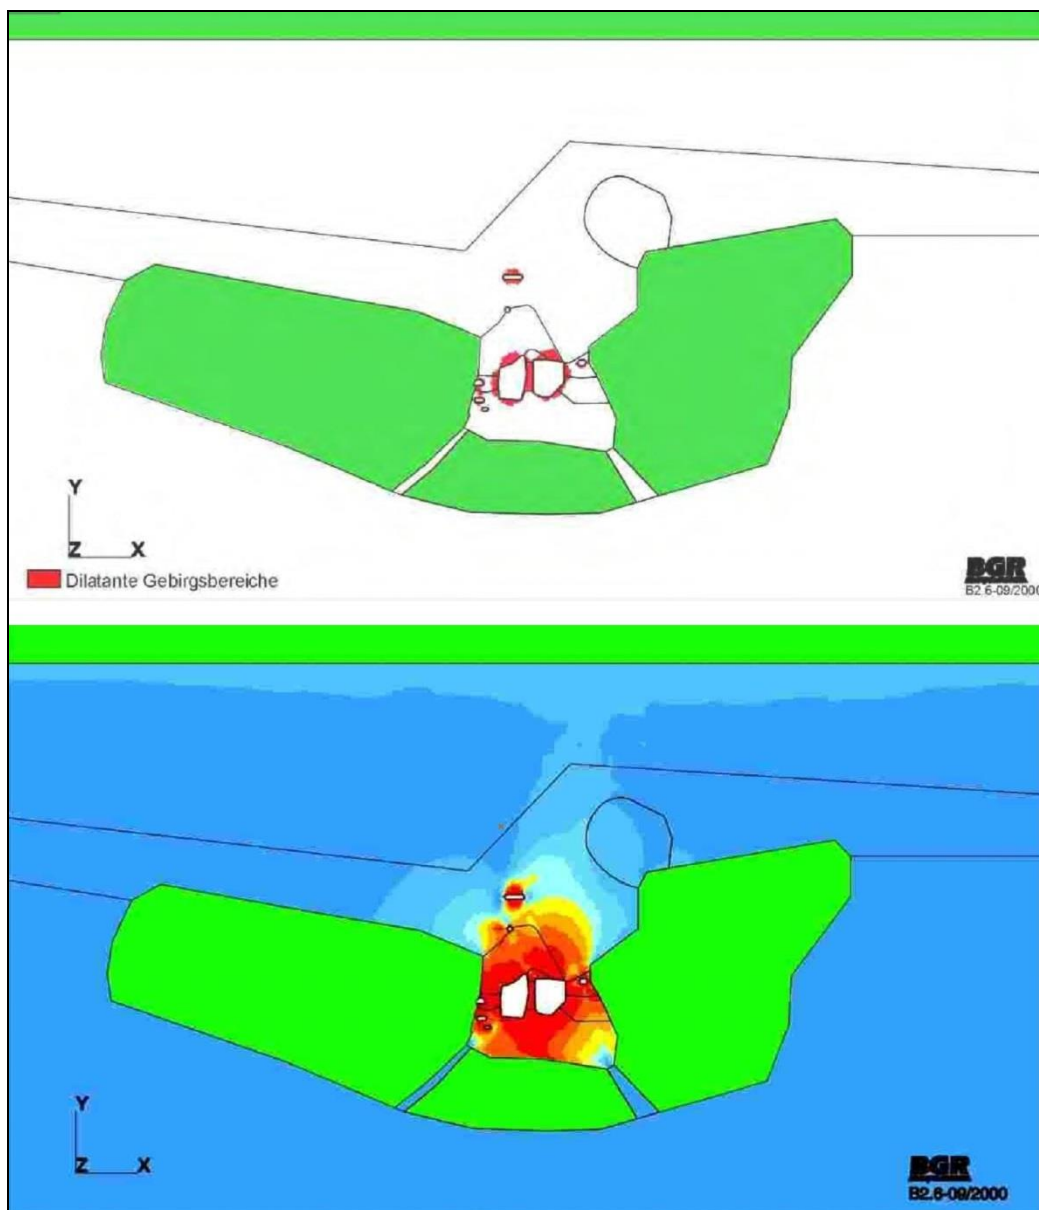 Y
Z X
Dilatante Gebirgsbereiche
BGR
B2.6-09/2000
Y
Z X
BGR
B2.6-09/2000